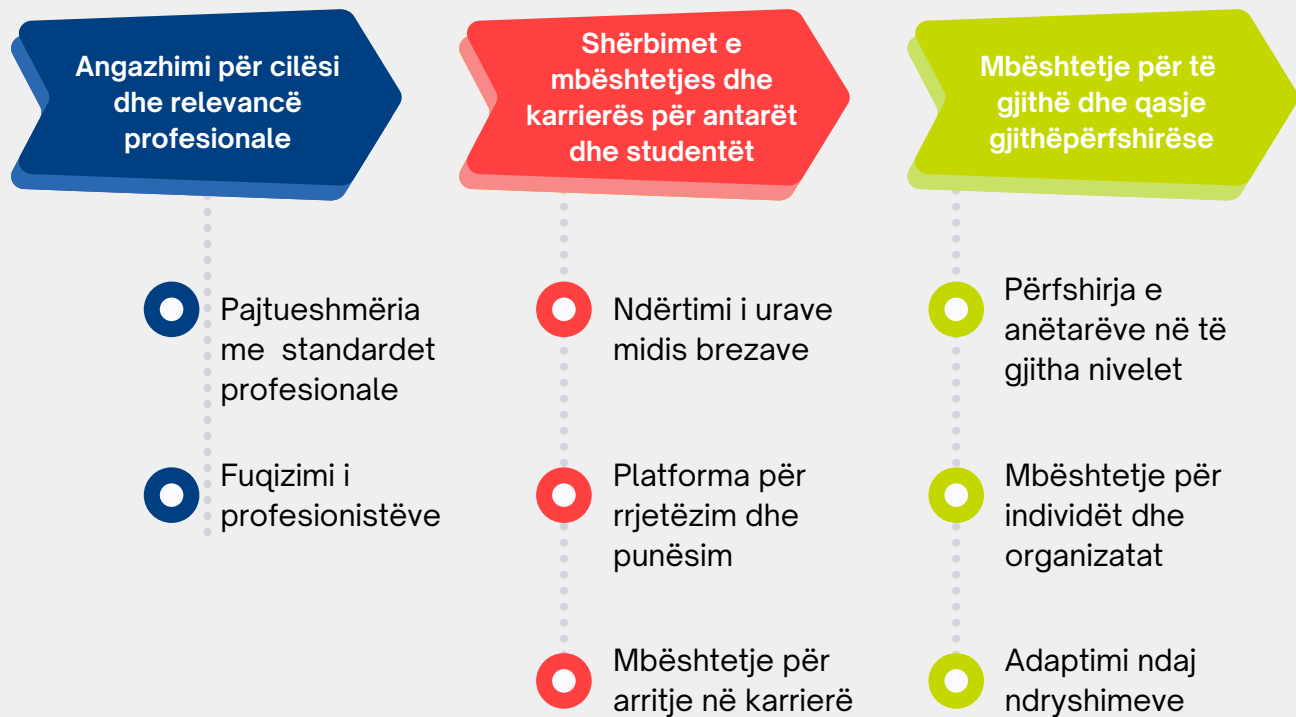 Angazhimi për cilësi
dhe relevancë
profesionale
Pajtueshmëria
me standardet
profesionale
Fuqizimi i
profesionistëve
Shërbimet e
mbështetjes dhe
karrierës për antarët
dhe studentët
Ndërtimi i urave
midis brezave
Platforma për
rrjetëzim dhe
punësim
Mbështetje për
arritje në karrierë
Mbështetje për të
gjithë dhe qasje
gjithëpërfshirëse
Përfshirja e
anëtarëve në të
gjitha nivelet
Mbështetje për
individët dhe
organizatat
Adaptimi ndaj
ndryshimeve